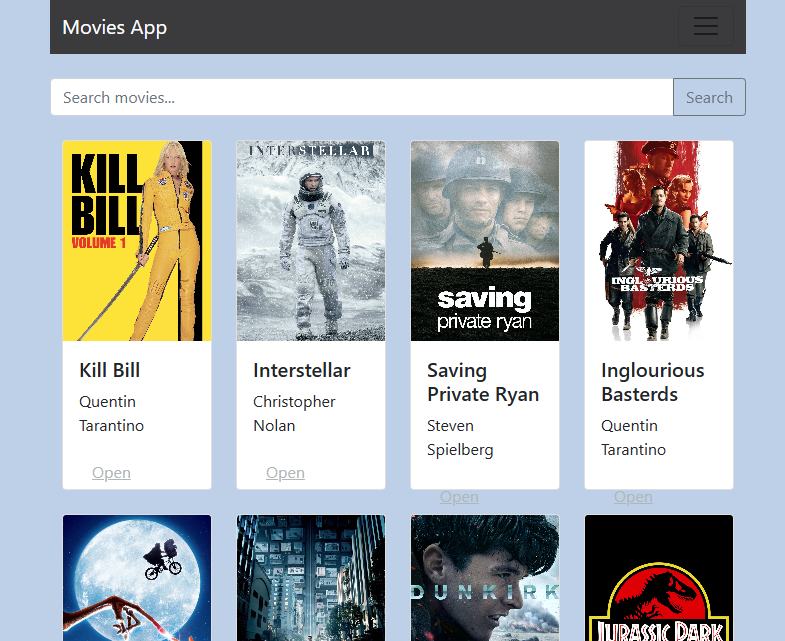 Movies App
Search movies...
Search
KILL
BILL
VOLUME 1
INTERSTELLAR
saving
private ryan
INGLOURIOUS
BASTERDS
Kill Bill
Quentin
Tarantino
Open
Interstellar
Christopher
Nolan
Open
Saving
Private Ryan
Steven
Spielberg
Open
Inglourious
Basterds
Quentin
Tarantino
Open
DUNKIRK
JURASSIC PARK